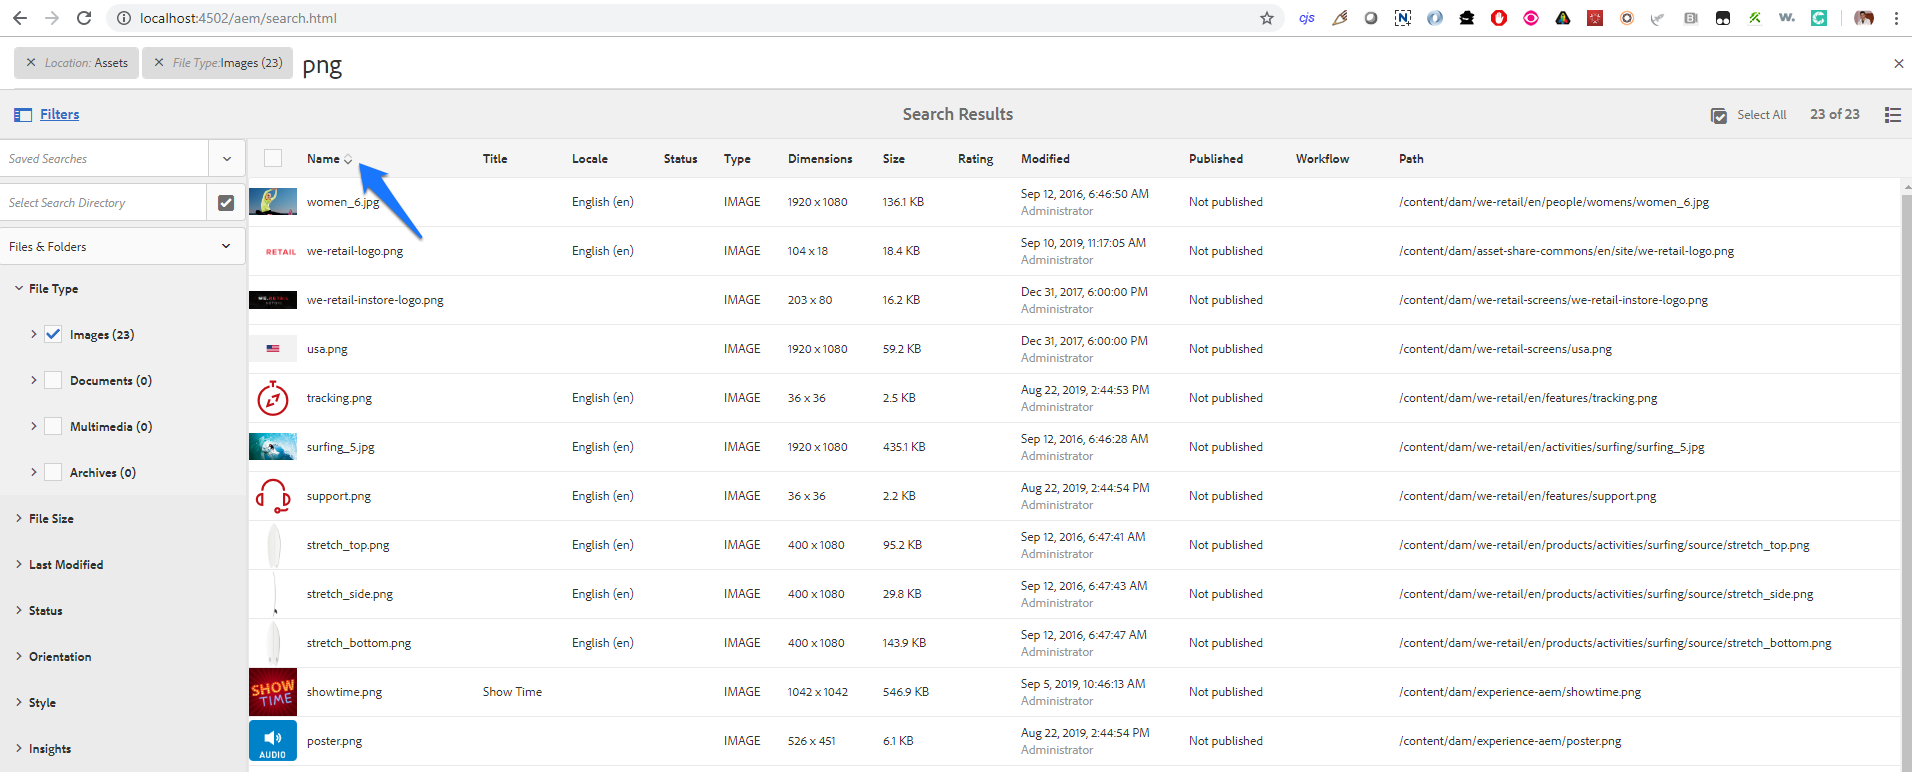 localhost:4502/aem/search.html
cjs
Location: Assets
File Type:Images (23)
png
Filters
Search Results
Select All
23 of 23
Saved Searches
Select Search Directory
Files & Folders
File Type
Images (23)
Documents (0)
Multimedia (0)
Archives (0)
File Size
Last Modified
Status
Orientation
Style
Insights
Name Title Locale Status Type Dimensions Size Rating Modified Published Workflow Path
women_6.jpg English (en) IMAGE 1920 x 1080 136.1 KB Sep 12, 2016, 6:46:50 AM Not published /content/dam/we-retail/en/people/womens/women_6.jpg
Administrator
RETAIL we-retail-logo.png English (en) IMAGE 104 x 18 18.4 KB Sep 10, 2019, 11:17:05 AM Not published /content/dam/asset-share-commons/en/site/we-retail-logo.png
Administrator
we-retail-instore-logo.png IMAGE 203 x 80 16.2 KB Dec 31, 2017, 6:00:00 PM Not published /content/dam/we-retail-screens/we-retail-instore-logo.png
Administrator
usa.png IMAGE 1920 x 1080 59.2 KB Dec 31, 2017, 6:00:00 PM Not published /content/dam/we-retail-screens/usa.png
Administrator
tracking.png English (en) IMAGE 36 x 36 2.5 KB Aug 22, 2019, 2:44:53 PM Not published /content/dam/we-retail/en/features/tracking.png
Administrator
surfing_5.jpg English (en) IMAGE 1920 x 1080 435.1 KB Sep 12, 2016, 6:46:28 AM Not published /content/dam/we-retail/en/activities/surfing/surfing_5.jpg
Administrator
support.png English (en) IMAGE 36 x 36 2.2 KB Aug 22, 2019, 2:44:54 PM Not published /content/dam/we-retail/en/features/support.png
Administrator
stretch_top.png English (en) IMAGE 400 x 1080 95.2 KB Sep 12, 2016, 6:47:41 AM Not published /content/dam/we-retail/en/products/activities/surfing/source/stretch_top.png
Administrator
stretch_side.png English (en) IMAGE 400 x 1080 29.8 KB Sep 12, 2016, 6:47:43 AM Not published /content/dam/we-retail/en/products/activities/surfing/source/stretch_side.png
Administrator
stretch_bottom.png English (en) IMAGE 400 x 1080 143.9 KB Sep 12, 2016, 6:47:47 AM Not published /content/dam/we-retail/en/products/activities/surfing/source/stretch_bottom.png
Administrator
SHOW TIME showtime.png Show Time IMAGE 1042 x 1042 546.9 KB Sep 5, 2019, 10:46:13 AM Not published /content/dam/experience-aem/showtime.png
Administrator
AUDIO poster.png IMAGE 526 x 451 6.1 KB Aug 22, 2019, 2:44:54 PM Not published /content/dam/experience-aem/poster.png
Administrator